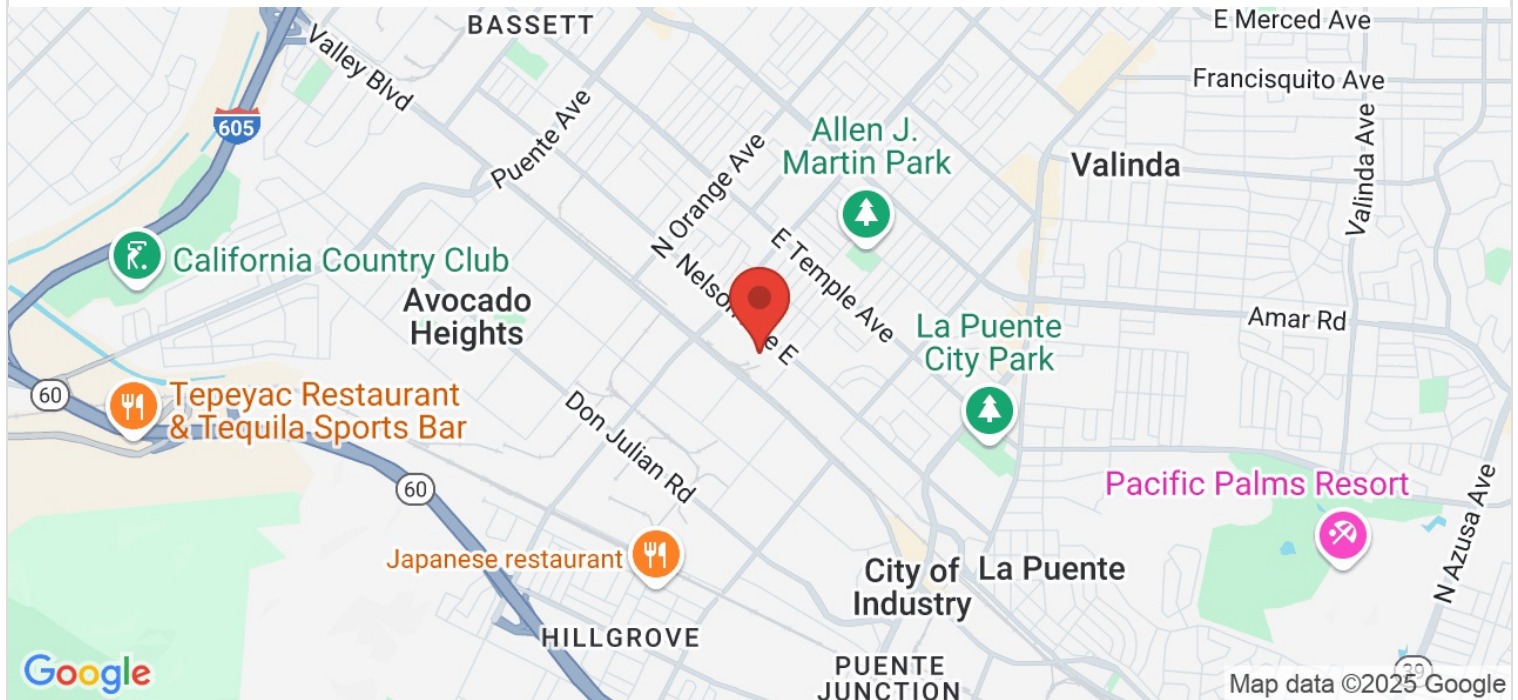 BASSETT
E Merced Ave
Valley Blvd
Francisquito Ave
605
Puente Ave
Allen J.
Martin Park
N Orange Ave
Valinda
Valinda Ave
California Country Club
E Temple Ave
Avocado
Heights
La Puente
City Park
Amar Rd
60
Tepeyac Restaurant
& Tequila Sports Bar
Don Julian Rd
60
Pacific Palms Resort
N Azusa Ave
Japanese restaurant
City of
Industry
La Puente
HILLGROVE
PUENTE
JUNCTION
39
Google
Map data ©2025 Google